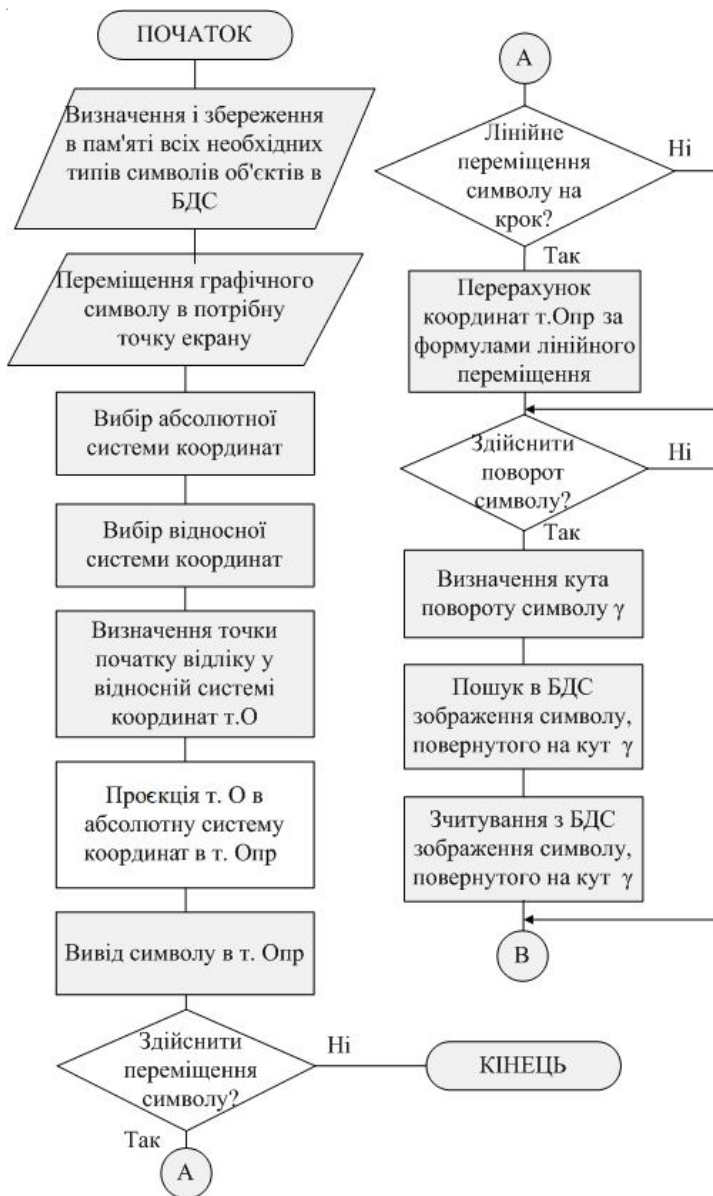 ПОЧАТОК
Визначення і збереження
в пам'яті всіх необхідних
типів символів об'єктів в
БДС
Переміщення графічного
символу в потрібну
точку екрану
Вибір абсолютної
системи координат
Вибір відносної
системи координат
Визначення точки
початку відліку у
відносній системі
координат т.О
Проєкція т. О в
абсолютну систему
координат в т. Опр
Вивід символу в т. Опр
Здійснити
переміщення
символу?
Ні
КІНЕЦЬ
Так
А
А
Лінійне
переміщення
символу на
крок?
Ні
Так
Перерахунок
координат т.Опр за
формулами лінійного
переміщення
Здійснити
поворот
символу?
Ні
Так
Визначення кута
повороту символу γ
Пошук в БДС
зображення символу,
повернутого на кут γ
Зчитування з БДС
зображення символу,
повернутого на кут γ
В